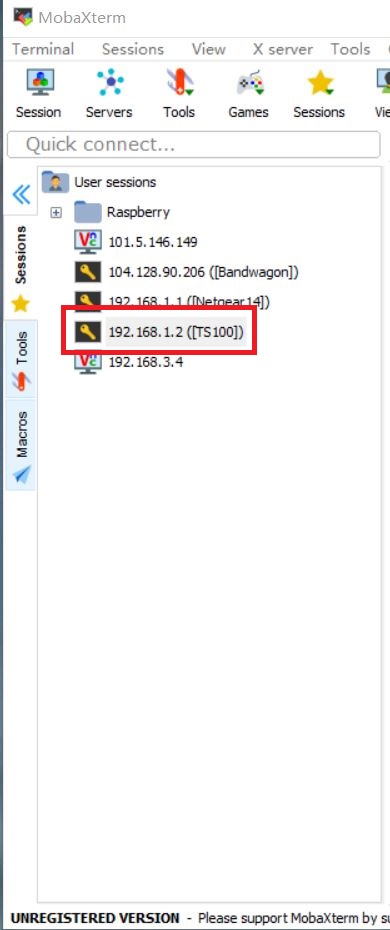 MobaXterm
Terminal Sessions View X server Tools
Session Servers Tools Games Sessions
Quick connect...
User sessions
Raspberry
101.5.146.149
104.128.90.206 ([Bandwagon])
192.168.1.1 ([Netgear14])
192.168.1.2 ([TS100])
192.168.3.4
Sessions
Tools
Macros
UNREGISTERED VERSION - Please support MobaXterm by